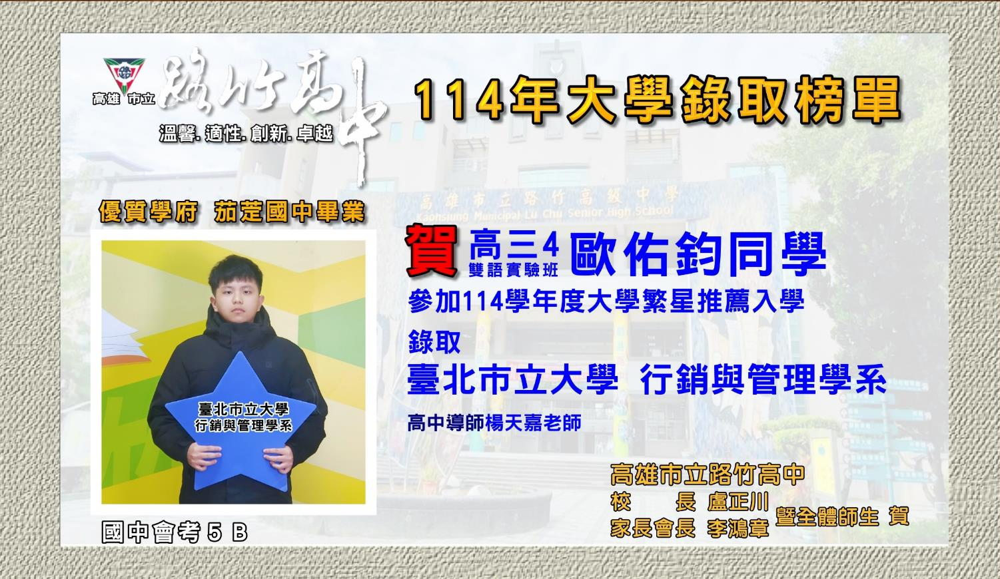 高雄 市立
路竹高中
溫馨.適性.創新.卓越
114年大學錄取榜單
高雄市立路竹高級中學
Kaohsiung Municipal Lu Chu Senior High School
優質學府 茄萣國中畢業
臺北市立大學
行銷與管理學系
國中會考5B
賀 高三4 歐佑鈞同學
雙語實驗班
參加114學年度大學繁星推薦入學
錄取
臺北市立大學 行銷與管理學系
高中導師楊天嘉老師
高雄市立路竹高中
校 長 盧正川
家長會長 李鴻章
暨全體師生 賀